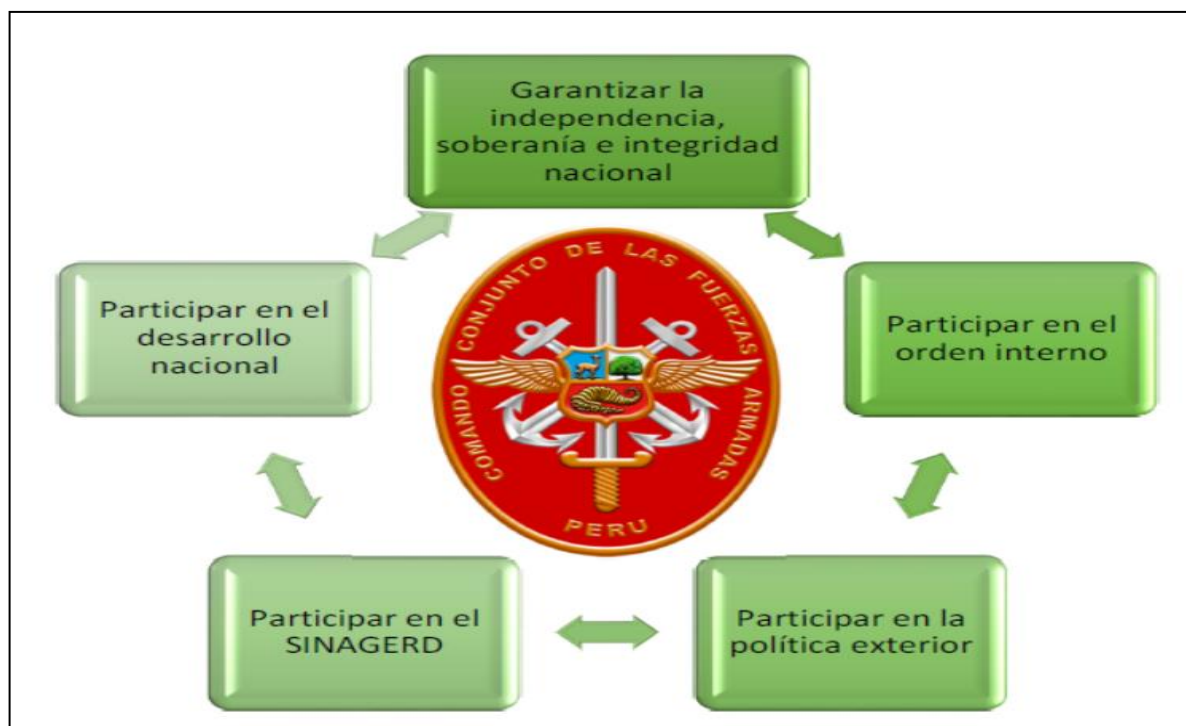 Garantizar la
independencia,
soberanía e integridad
nacional
Participar en el
desarrollo
nacional
Participar en el
orden interno
COMANDO CONJUNTO DE LAS FUERZAS ARMADAS
PERU
Participar en el
SINAGERD
Participar en la
política exterior